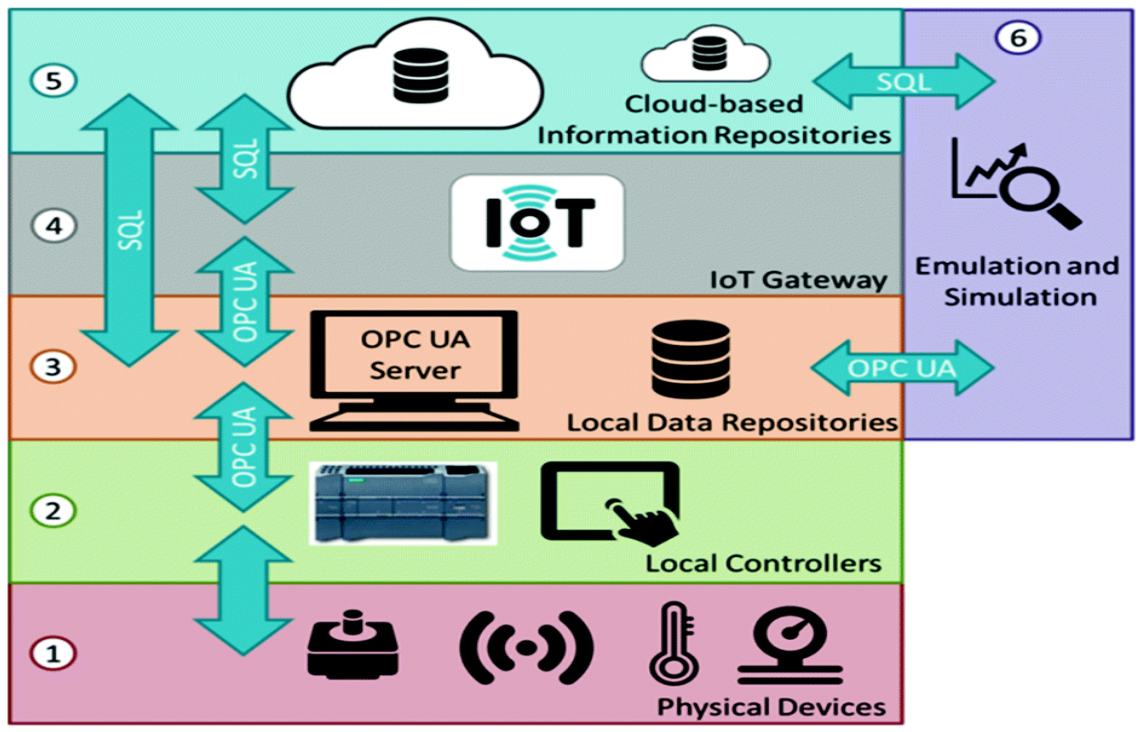 6
5
SQL
Cloud-based
Information Repositories
SQL
SQL
4
IoT
IoT Gateway
Emulation and
Simulation
OPC UA
3
OPC UA
Server
Local Data Repositories
OPC UA
OPC UA
2
Local Controllers
1
Physical Devices